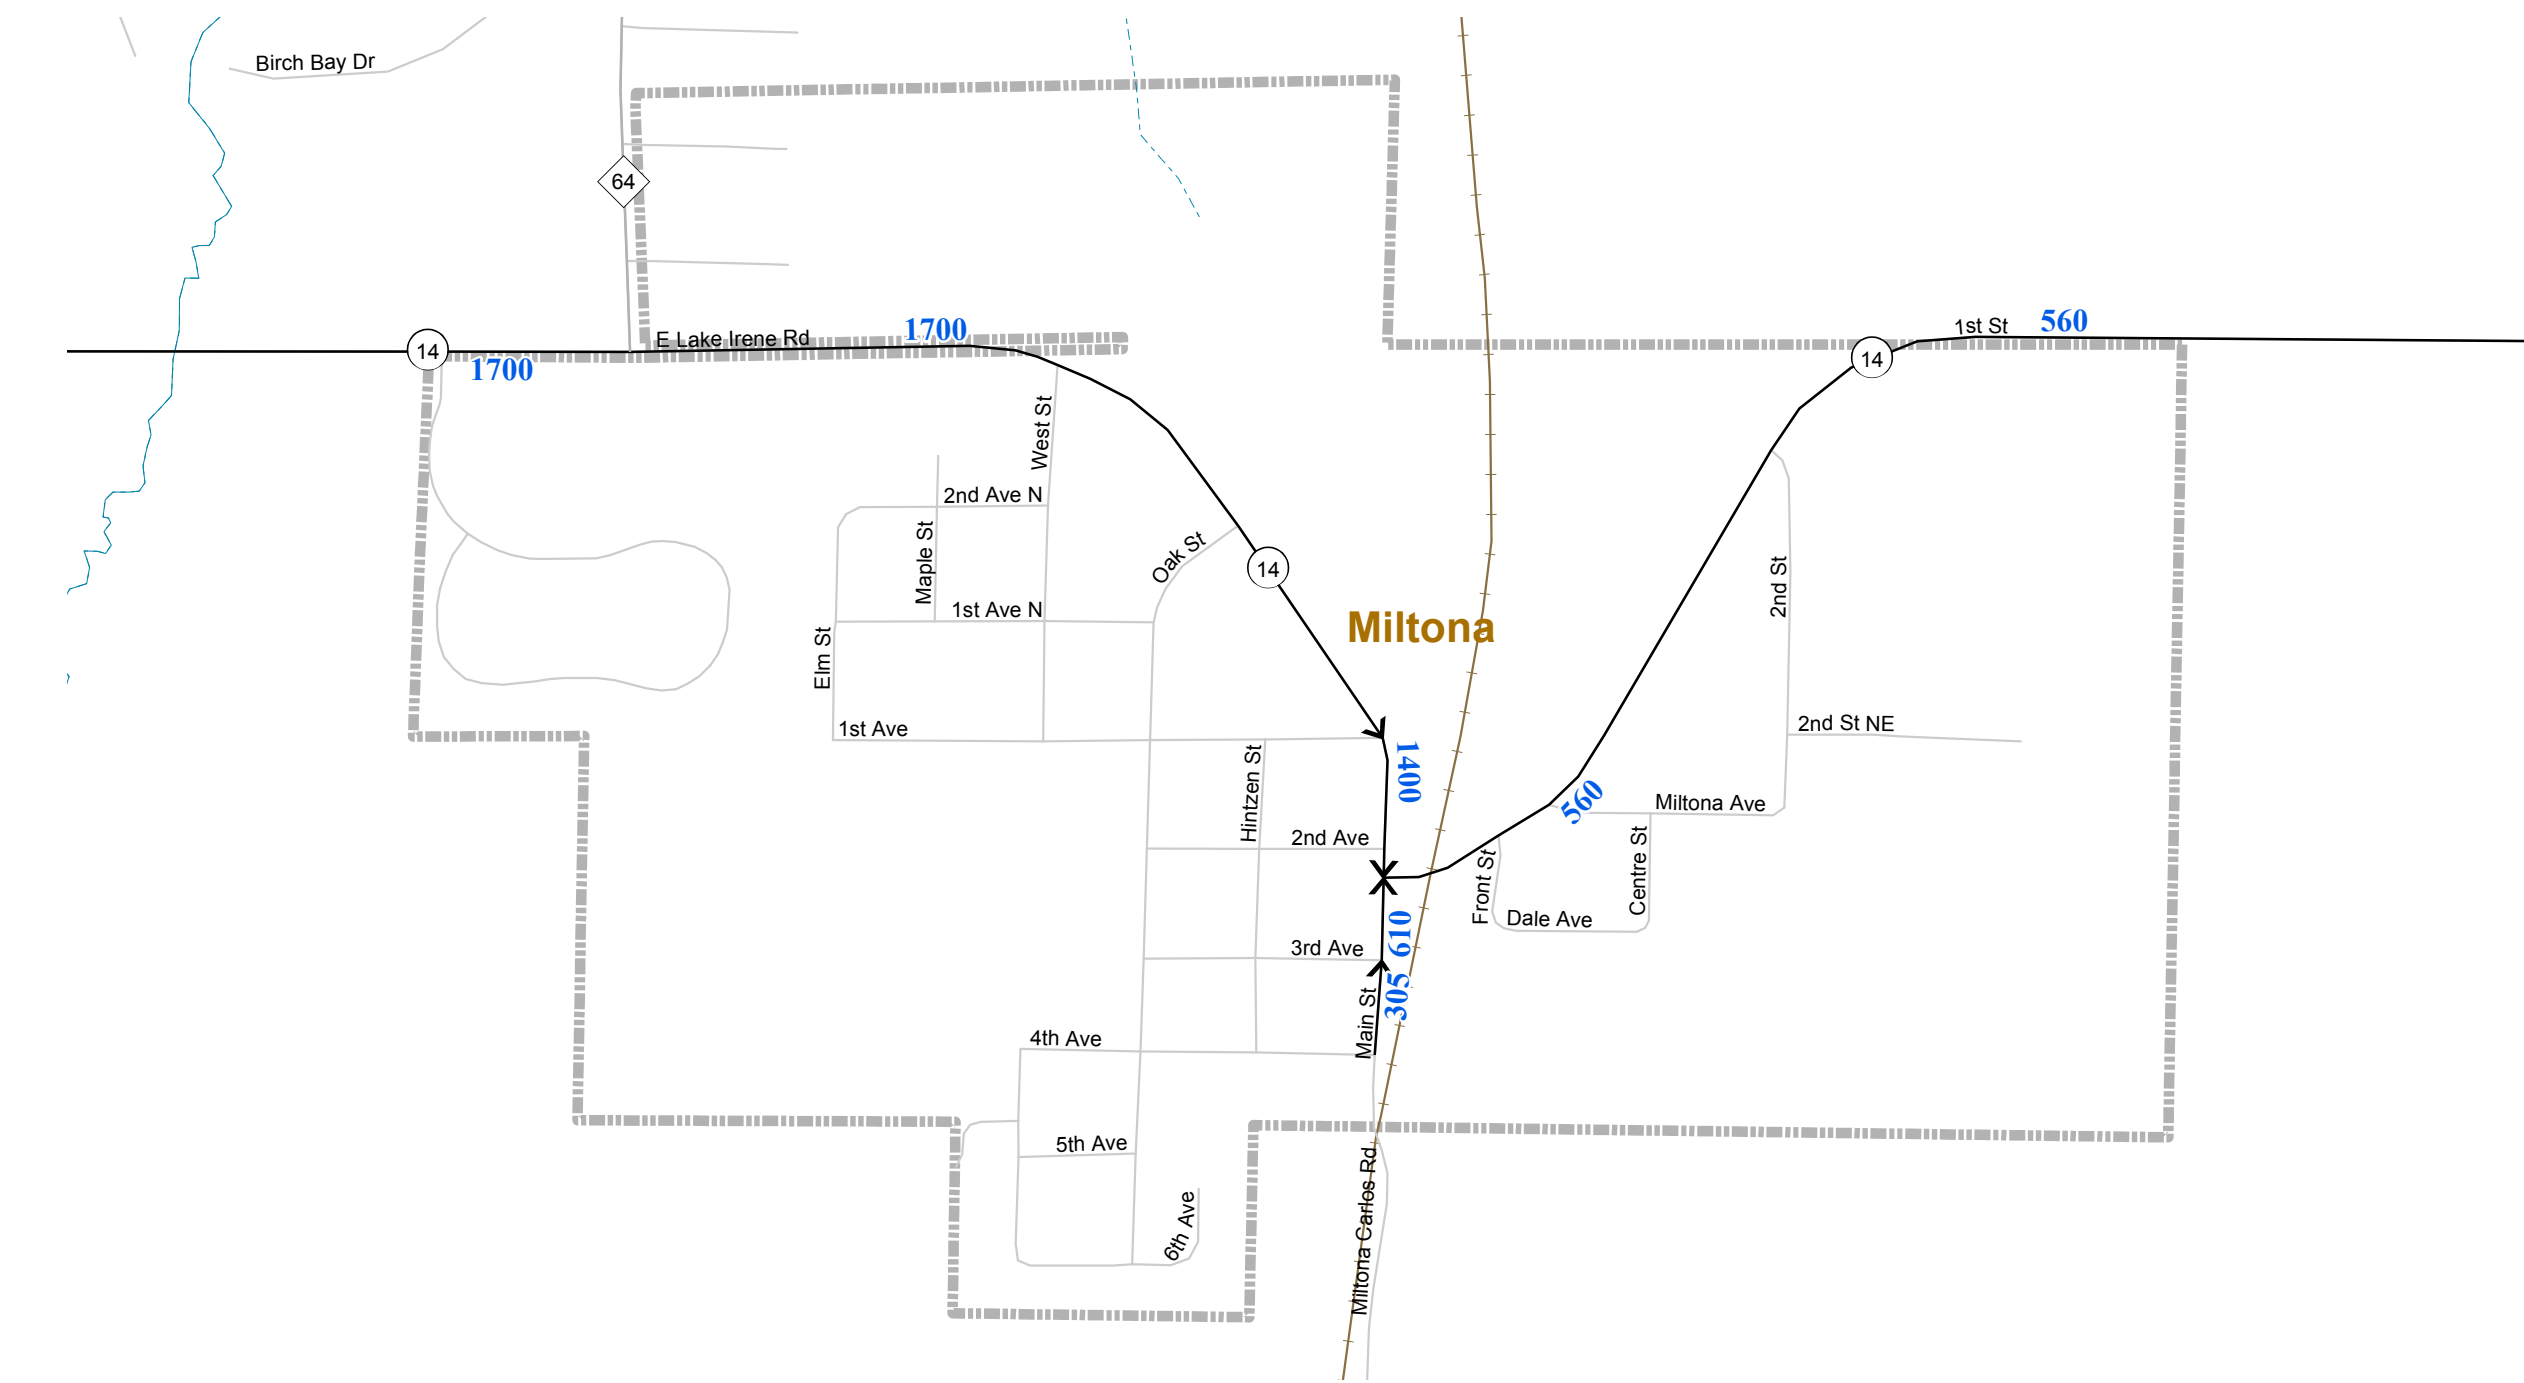 Birch Bay Dr
64
E Lake Irene Rd
1700
1st St
560
14
1700
14
West St
2nd Ave N
Maple St
Oak St
14
2nd St
1st Ave N
Miltona
Elm St
1st Ave
2nd St NE
1400
Hintzen St
560
Miltona Ave
2nd Ave
Front St
Centre St
Dale Ave
610
3rd Ave
305
Main St
4th Ave
5th Ave
6th Ave
Miltona Carlos Rd